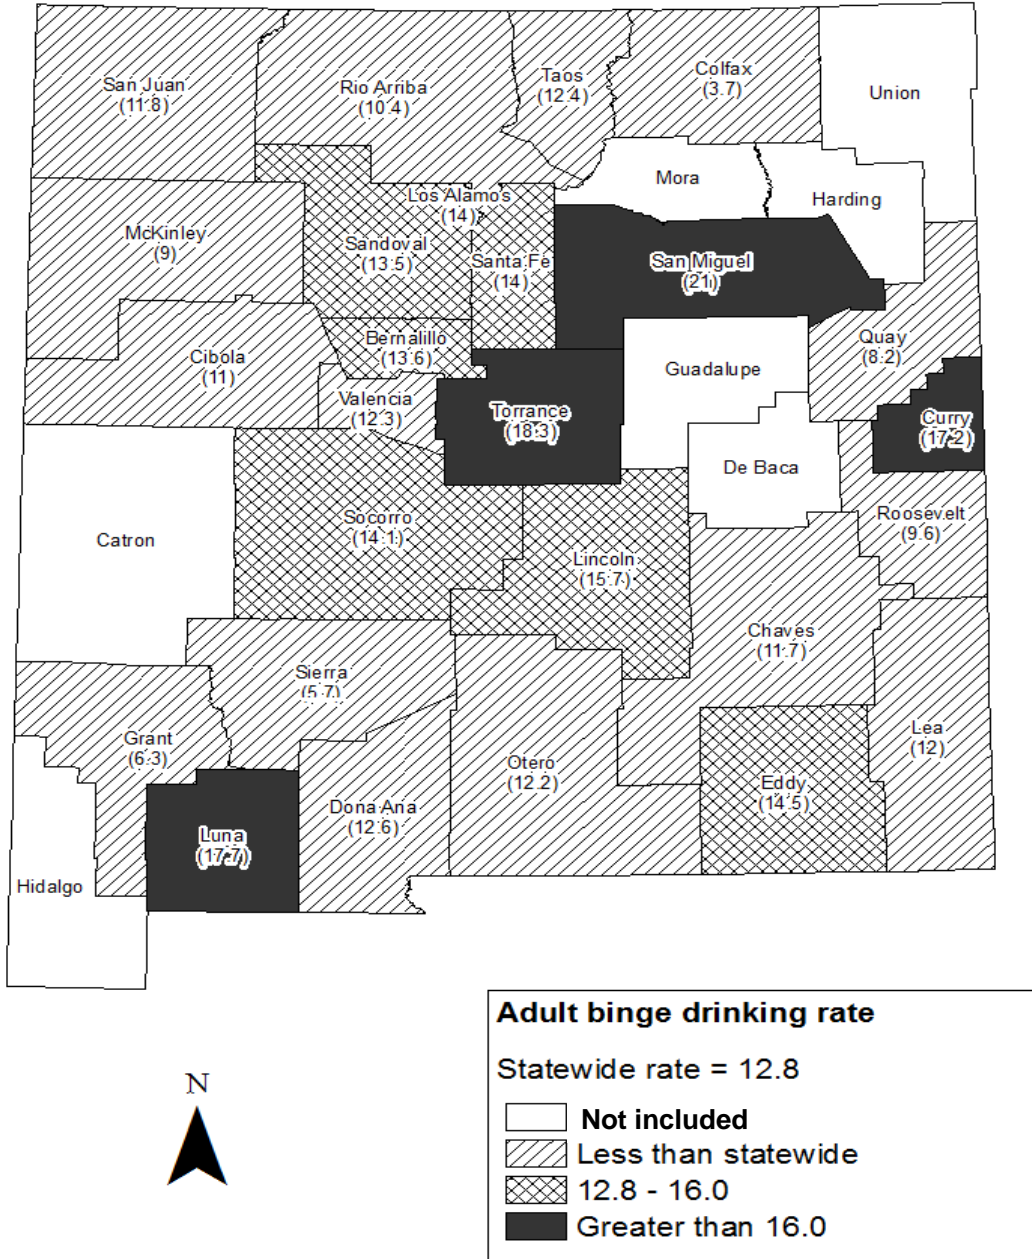 San Juan
(11.8)
Rio Arriba
(10.4)
Taos
(12.4)
Colfax
(3.7)
Union
Mora
Harding
McKinley
(9)
Los Alamos
(14)
Sandoval
(13.5)
Santa Fe
(14)
San Miguel
(21)
Bernalillo
(13.6)
Cibola
(11)
Guadalupe
Quay
(8.2)
Valencia
(12.3)
Torrance
(18.3)
Curry
(17.2)
De Baca
Catron
Socorro
(14.1)
Lincoln
(15.7)
Roosevelt
(9.6)
Chaves
(11.7)
Sierra
(5.7)
Grant
(6.3)
Lea
(12)
Otero
(12.2)
Eddy
(14.5)
Dona Ana
(12.6)
Luna
(17.7)
Hidalgo
Adult binge drinking rate
Statewide rate = 12.8
Not included
Less than statewide
12.8 - 16.0
Greater than 16.0
N